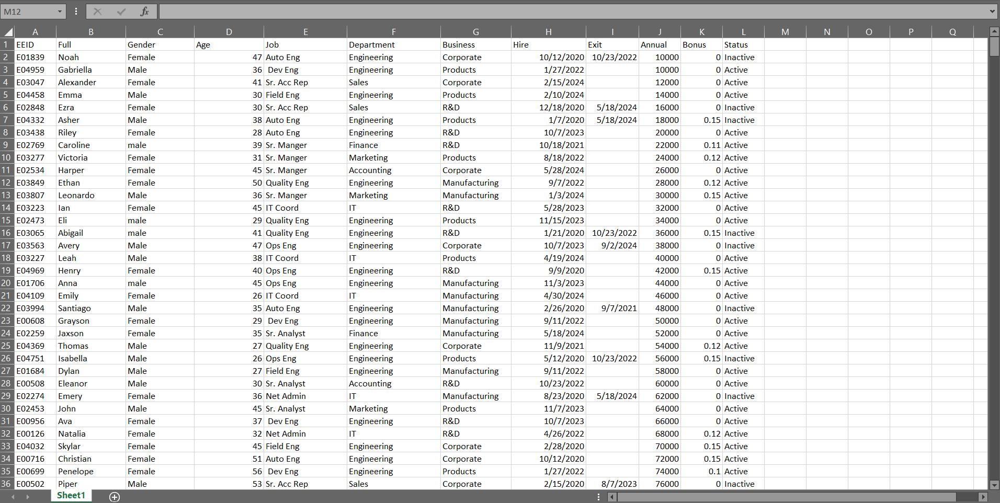 M12 fx
A B C D E F G H I J K L M N O P Q
1 EEID Full Gender Age Job Department Business Hire Exit Annual Bonus Status
2 E01839 Noah Female 47 Auto Eng Engineering Corporate 10/12/2020 10/23/2022 10000 0 Inactive
3 E04959 Gabriella Male 36 Dev Eng Engineering Products 1/27/2022 10000 0 Active
4 E03047 Alexander Female 41 Sr. Acc Rep Sales Corporate 2/15/2024 12000 0 Active
5 E04458 Emma Male 30 Field Eng Engineering Products 2/10/2024 14000 0 Active
6 E02848 Ezra Female 30 Sr. Acc Rep Sales R&D 12/18/2020 5/18/2024 16000 0 Inactive
7 E04332 Asher Male 38 Auto Eng Engineering Products 1/7/2020 5/18/2024 18000 0.15 Inactive
8 E03438 Riley Female 28 Auto Eng Engineering R&D 10/7/2023 20000 0 Active
9 E02769 Caroline male 39 Sr. Manger Finance R&D 10/18/2021 22000 0.11 Active
10 E03277 Victoria Female 31 Sr. Manger Marketing Products 8/18/2022 24000 0.12 Active
11 E02534 Harper Female 45 Sr. Manger Accounting Corporate 5/28/2024 26000 0 Active
12 E03849 Ethan Female 50 Quality Eng Engineering Manufacturing 9/7/2022 28000 0.12 Active
13 E03807 Leonardo Male 36 Sr. Manger Marketing Manufacturing 1/3/2024 30000 0.15 Active
14 E03223 Ian Female 45 IT Coord IT R&D 5/28/2023 32000 0 Active
15 E02473 Eli male 29 Quality Eng Engineering Products 11/15/2023 34000 0 Active
16 E03065 Abigail male 41 Quality Eng Engineering R&D 1/21/2020 10/23/2022 36000 0.15 Inactive
17 E03563 Avery Male 47 Ops Eng Engineering Corporate 10/7/2023 9/2/2024 38000 0 Inactive
18 E03227 Leah Male 38 IT Coord IT Products 4/19/2024 40000 0 Active
19 E04969 Henry Female 40 Ops Eng Engineering R&D 9/9/2020 42000 0.15 Active
20 E01706 Anna male 45 Ops Eng Engineering Manufacturing 11/3/2023 44000 0 Active
21 E04109 Emily Female 26 IT Coord IT Manufacturing 4/30/2024 46000 0 Active
22 E03994 Santiago Male 35 Auto Eng Engineering Manufacturing 2/26/2020 9/7/2021 48000 0 Inactive
23 E00608 Grayson Female 29 Dev Eng Engineering Manufacturing 9/11/2022 50000 0 Active
24 E02259 Jaxson Female 35 Sr. Analyst Finance Manufacturing 5/18/2024 52000 0 Active
25 E04369 Thomas Male 27 Quality Eng Engineering Corporate 11/9/2021 54000 0.12 Active
26 E04751 Isabella Male 26 Ops Eng Engineering Products 5/12/2020 10/23/2022 56000 0.15 Inactive
27 E01684 Dylan Male 27 Field Eng Engineering Manufacturing 9/11/2022 58000 0 Active
28 E00508 Eleanor Male 30 Sr. Analyst Accounting R&D 10/23/2022 60000 0 Active
29 E02274 Emery Female 36 Net Admin IT Manufacturing 8/23/2020 5/18/2024 62000 0 Inactive
30 E02453 John Male 45 Sr. Analyst Marketing Products 11/7/2023 64000 0 Active
31 E00956 Ava Female 37 Dev Eng Engineering R&D 10/7/2023 66000 0 Active
32 E00126 Natalia Female 32 Net Admin IT R&D 4/26/2022 68000 0.12 Active
33 E04032 Skylar Female 45 Field Eng Engineering Corporate 2/28/2020 70000 0.15 Active
34 E00716 Christian Female 51 Auto Eng Engineering Corporate 10/12/2020 72000 0.15 Active
35 E00699 Penelope Female 56 Dev Eng Engineering Products 1/27/2022 74000 0.1 Active
36 E00502 Piper Male 53 Sr. Acc Rep Sales Corporate 2/15/2020 8/7/2023 76000 0 Inactive
Sheet1